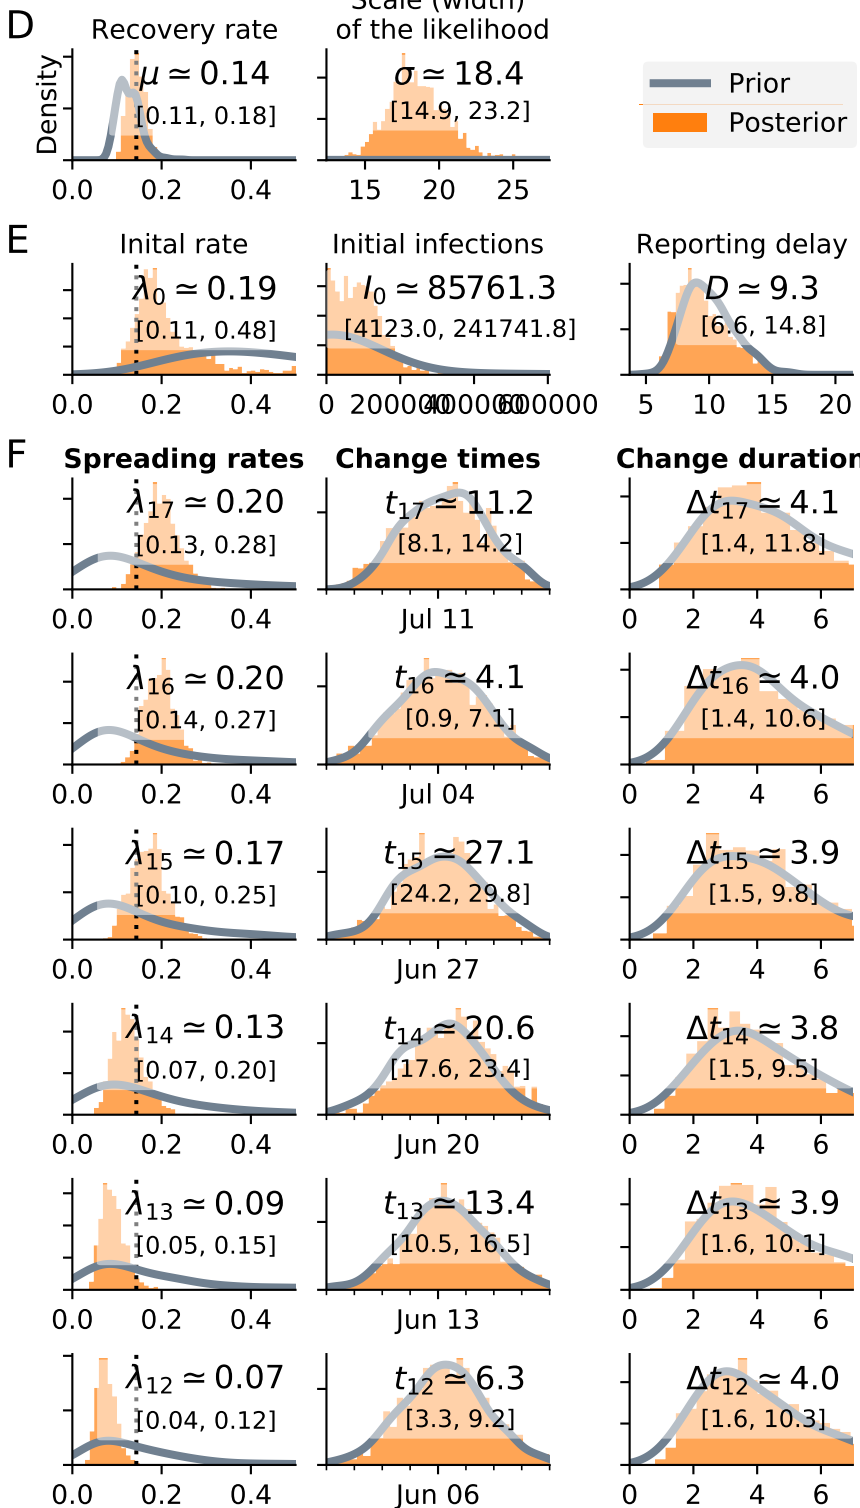 D
Scale (width)
Recovery rate
of the likelihood
Density
μ ≃ 0.14
[0.11, 0.18]
0.0 0.2 0.4
σ ≃ 18.4
[14.9, 23.2]
15 20 25
Prior
Posterior
E
Inital rate
λ0 ≃ 0.19
[0.11, 0.48]
0.0 0.2 0.4
Initial infections
I0 ≃ 85761.3
[4123.0, 241741.8]
0 200000 400000 600000
Reporting delay
D ≃ 9.3
[6.6, 14.8]
5 10 15 20
F
Spreading rates
Change times
Change duration
λ17 ≃ 0.20
[0.13, 0.28]
0.0 0.2 0.4
t17 ≃ 11.2
[8.1, 14.2]
Jul 11
Δt17 ≃ 4.1
[1.4, 11.8]
0 2 4 6
λ16 ≃ 0.20
[0.14, 0.27]
0.0 0.2 0.4
t16 ≃ 4.1
[0.9, 7.1]
Jul 04
Δt16 ≃ 4.0
[1.4, 10.6]
0 2 4 6
λ15 ≃ 0.17
[0.10, 0.25]
0.0 0.2 0.4
t15 ≃ 27.1
[24.2, 29.8]
Jun 27
Δt15 ≃ 3.9
[1.5, 9.8]
0 2 4 6
λ14 ≃ 0.13
[0.07, 0.20]
0.0 0.2 0.4
t14 ≃ 20.6
[17.6, 23.4]
Jun 20
Δt14 ≃ 3.8
[1.5, 9.5]
0 2 4 6
λ13 ≃ 0.09
[0.05, 0.15]
0.0 0.2 0.4
t13 ≃ 13.4
[10.5, 16.5]
Jun 13
Δt13 ≃ 3.9
[1.6, 10.1]
0 2 4 6
λ12 ≃ 0.07
[0.04, 0.12]
0.0 0.2 0.4
t12 ≃ 6.3
[3.3, 9.2]
Jun 06
Δt12 ≃ 4.0
[1.6, 10.3]
0 2 4 6